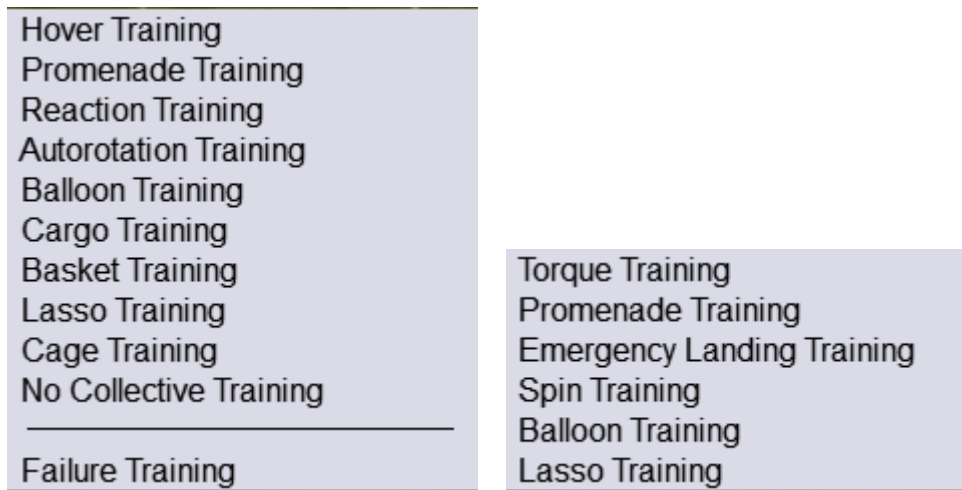 Hover Training
Promenade Training
Reaction Training
Autorotation Training
Balloon Training
Cargo Training
Basket Training
Lasso Training
Cage Training
No Collective Training
Failure Training
Torque Training
Promenade Training
Emergency Landing Training
Spin Training
Balloon Training
Lasso Training